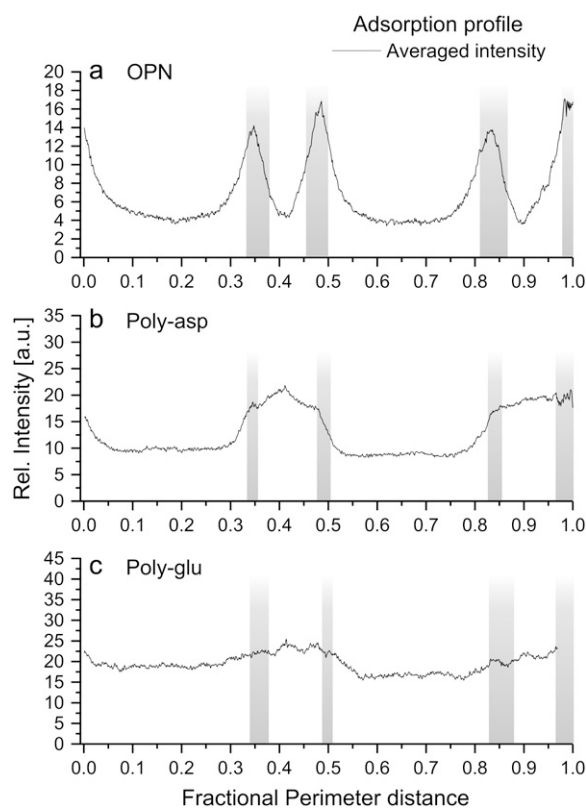 Adsorption profile
Averaged intensity
a OPN
20
18
16
14
12
10
8
6
4
2
0
0.0 0.1 0.2 0.3 0.4 0.5 0.6 0.7 0.8 0.9 1.0
b Poly-asp
35
30
25
20
15
10
5
0
0.0 0.1 0.2 0.3 0.4 0.5 0.6 0.7 0.8 0.9 1.0
Rel. Intensity [a.u.]
c Poly-glu
45
40
35
30
25
20
15
10
5
0
0.0 0.1 0.2 0.3 0.4 0.5 0.6 0.7 0.8 0.9 1.0
Fractional Perimeter distance